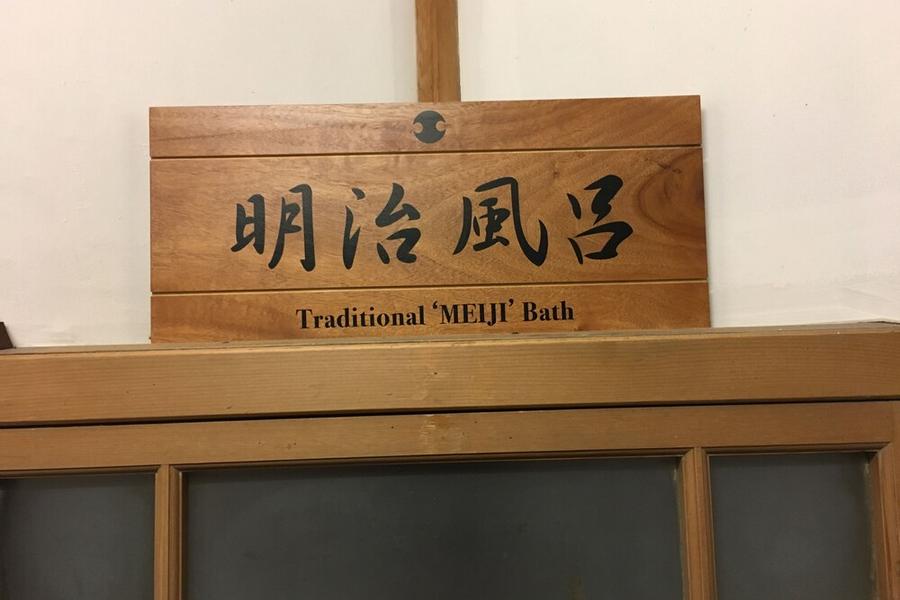 明治風呂
Traditional ‘MEIJI’ Bath